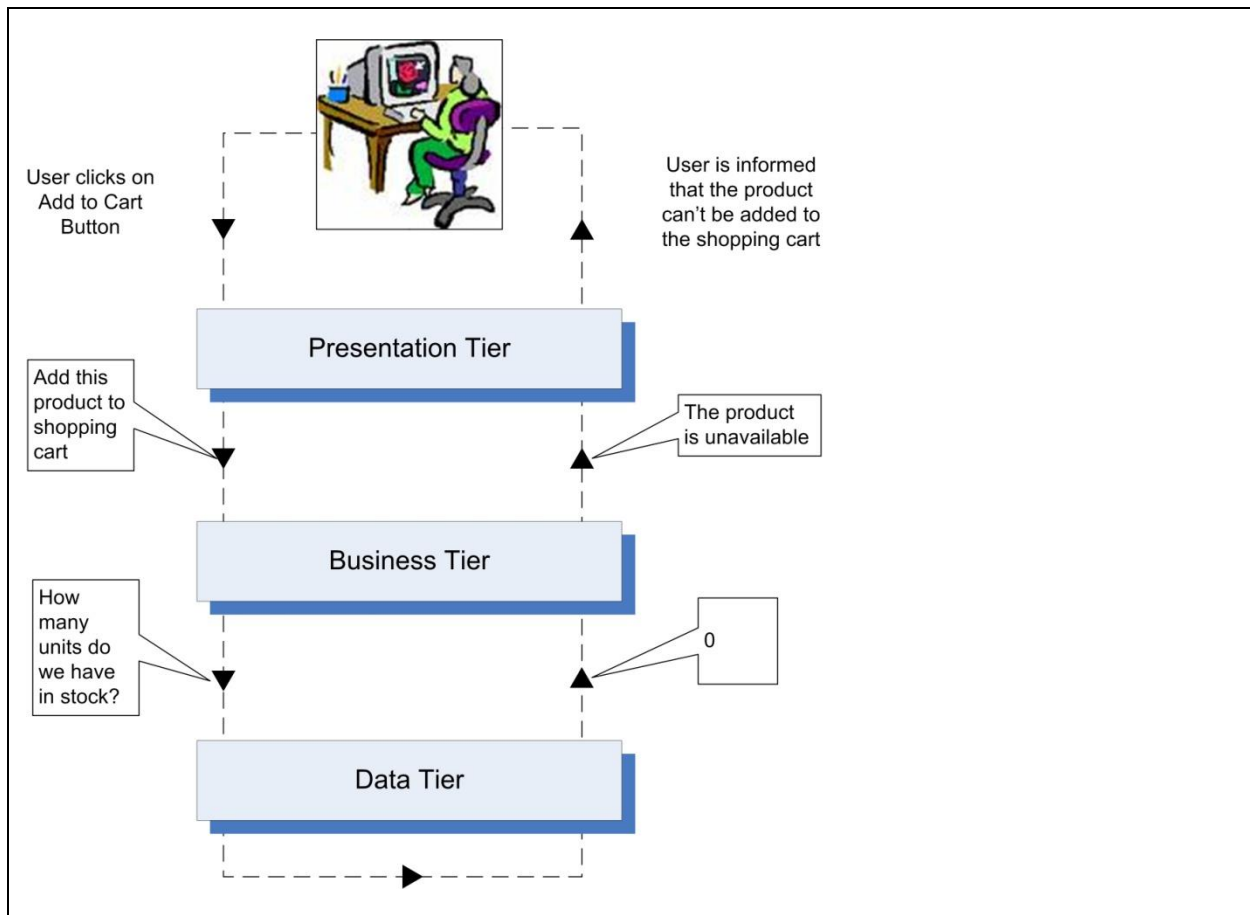 User clicks on
Add to Cart
Button
User is informed
that the product
can't be added to
the shopping cart
Presentation Tier
Add this
product to
shopping
cart
The product
is unavailable
Business Tier
How
many
units do
we have
in stock?
0
Data Tier